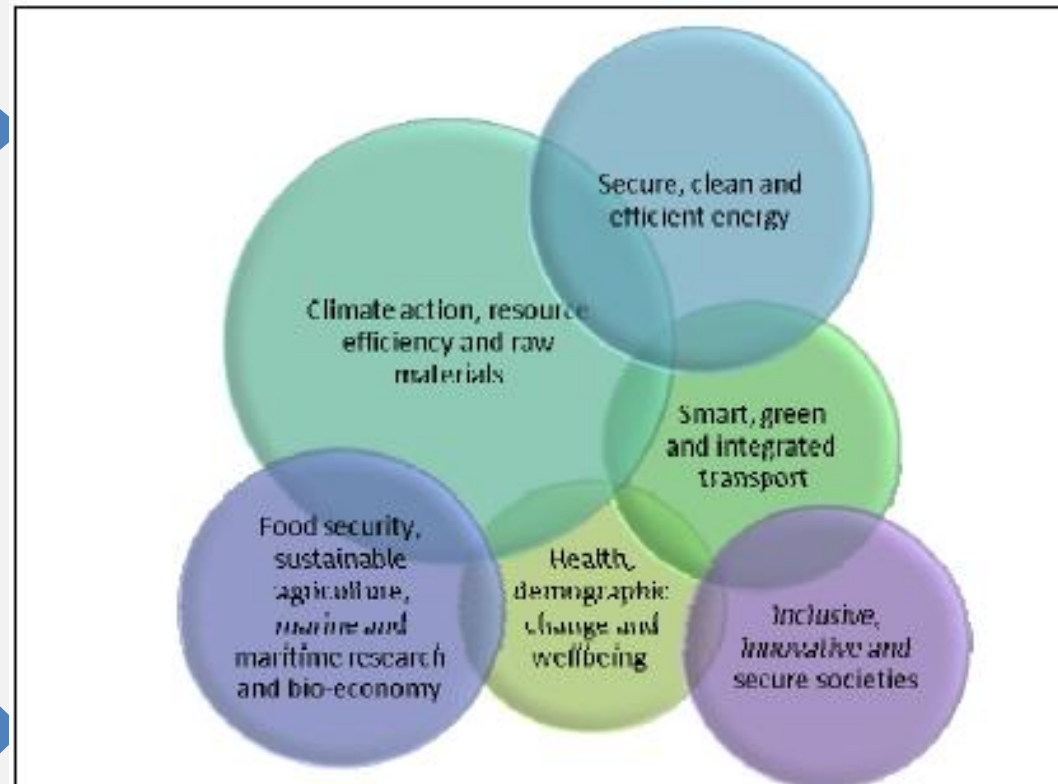 Secure, clean and
efficient energy
Climate action, resource
efficiency and raw
materials
Smart, green
and integrated
transport
Food security,
sustainable
agriculture,
marine and
maritime research
and bio-economy
Health,
demographic
change and
wellbeing
Inclusive,
Innovative and
secure societies